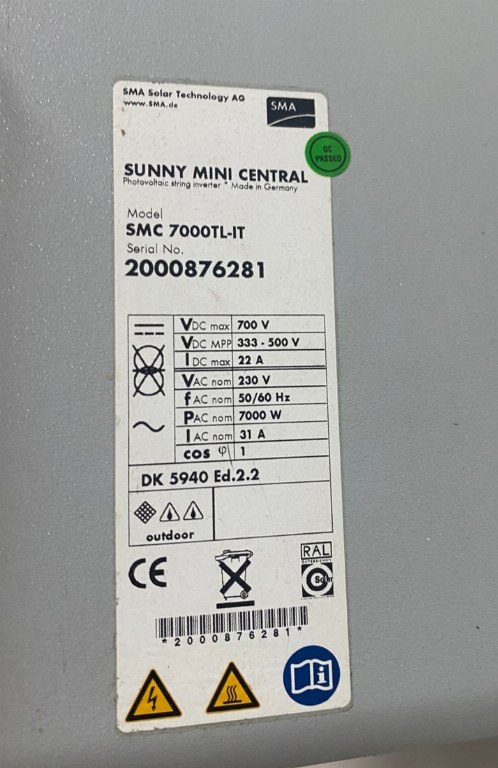 SMA Solar Technology AG
www.SMA.de
SMA
QC
PASSED
SUNNY MINI CENTRAL
Photovoltaic string inverter * Made in Germany
Model
SMC 7000TL-IT
Serial No.
2000876281
VDC max 700 V
VDC MPP 333 - 500 V
IDC max 22 A
VAC nom 230 V
fAC nom 50/60 Hz
PAC nom 7000 W
IAC nom 31 A
cos φ 1
DK 5940 Ed.2.2
outdoor
CE
RAL
Solar
*2000876281*
i